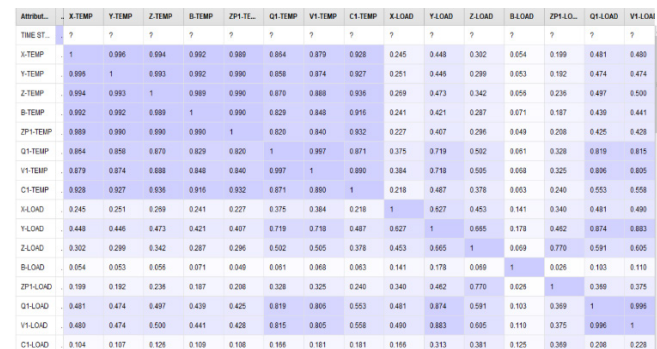 Attribut... X-TEMP Y-TEMP Z-TEMP B-TEMP ZP1-TE... Q1-TEMP V1-TEMP C1-TEMP X-LOAD Y-LOAD Z-LOAD B-LOAD ZP1-LO... Q1-LOAD V1-LOAI
TIME ST... ? ? ? ? ? ? ? ? ? ? ? ? ? ? ?
X-TEMP 1 0.996 0.994 0.992 0.989 0.864 0.879 0.928 0.245 0.448 0.302 0.054 0.199 0.481 0.480
Y-TEMP 0.996 1 0.993 0.992 0.990 0.858 0.874 0.927 0.251 0.446 0.299 0.053 0.192 0.474 0.474
Z-TEMP 0.994 0.993 1 0.989 0.990 0.870 0.888 0.936 0.269 0.473 0.342 0.056 0.236 0.497 0.500
B-TEMP 0.992 0.992 0.989 1 0.990 0.829 0.848 0.916 0.241 0.421 0.287 0.071 0.187 0.439 0.441
ZP1-TEMP 0.989 0.990 0.990 0.990 1 0.820 0.840 0.932 0.227 0.407 0.296 0.049 0.208 0.425 0.428
Q1-TEMP 0.864 0.858 0.870 0.829 0.820 1 0.997 0.871 0.375 0.719 0.502 0.061 0.328 0.819 0.815
V1-TEMP 0.879 0.874 0.888 0.848 0.840 0.997 1 0.890 0.384 0.718 0.505 0.068 0.325 0.806 0.805
C1-TEMP 0.928 0.927 0.936 0.916 0.932 0.871 0.890 1 0.218 0.487 0.378 0.063 0.240 0.553 0.558
X-LOAD 0.245 0.251 0.269 0.241 0.227 0.375 0.384 0.218 1 0.627 0.453 0.141 0.340 0.481 0.490
Y-LOAD 0.448 0.446 0.473 0.421 0.407 0.719 0.718 0.487 0.627 1 0.665 0.178 0.462 0.874 0.883
Z-LOAD 0.302 0.299 0.342 0.287 0.296 0.502 0.505 0.378 0.453 0.665 1 0.069 0.770 0.591 0.605
B-LOAD 0.054 0.053 0.056 0.071 0.049 0.061 0.068 0.063 0.141 0.178 0.069 1 0.026 0.103 0.110
ZP1-LOAD 0.199 0.192 0.236 0.187 0.208 0.328 0.325 0.240 0.340 0.462 0.770 0.026 1 0.369 0.375
Q1-LOAD 0.481 0.474 0.497 0.439 0.425 0.819 0.806 0.553 0.481 0.874 0.591 0.103 0.369 1 0.996
V1-LOAD 0.480 0.474 0.500 0.441 0.428 0.815 0.805 0.558 0.490 0.883 0.605 0.110 0.375 0.996 1
C1-LOAD 0.104 0.107 0.126 0.109 0.108 0.166 0.181 0.181 0.166 0.313 0.381 0.125 0.369 0.208 0.228